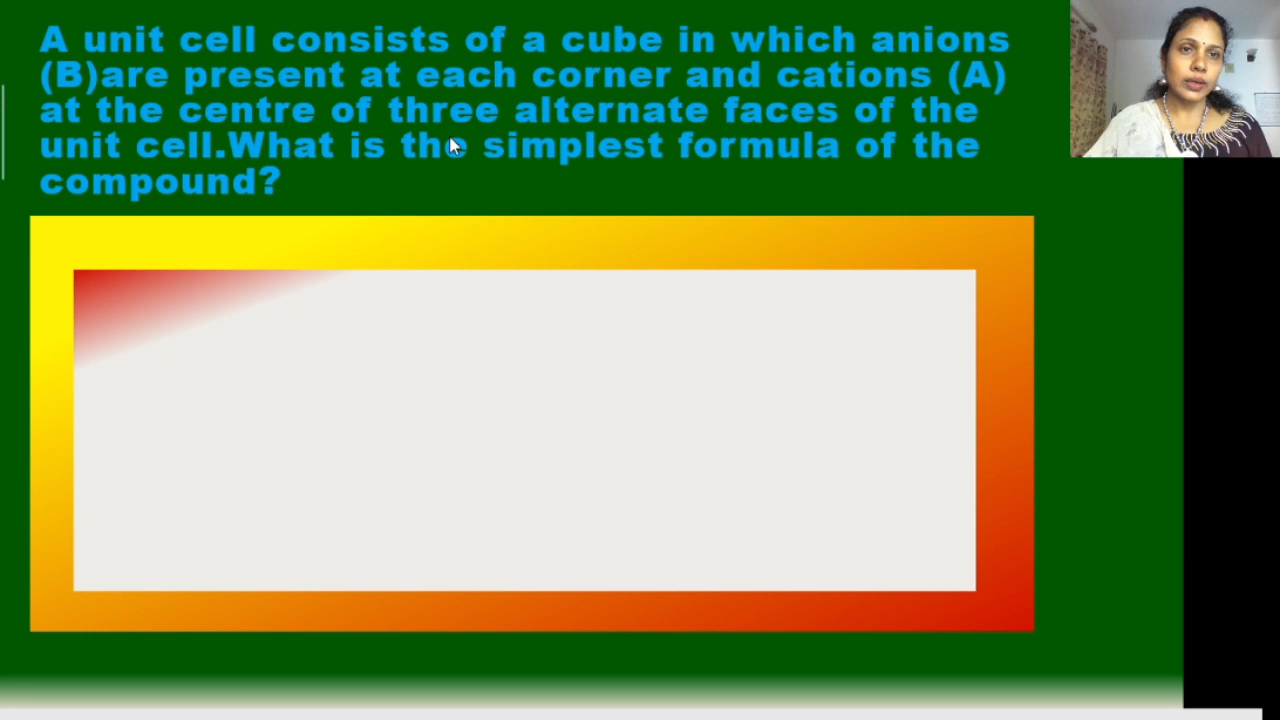 A unit cell consists of a cube in which anions
(B)are present at each corner and cations (A)
at the centre of three alternate faces of the
unit cell.What is the simplest formula of the
compound?